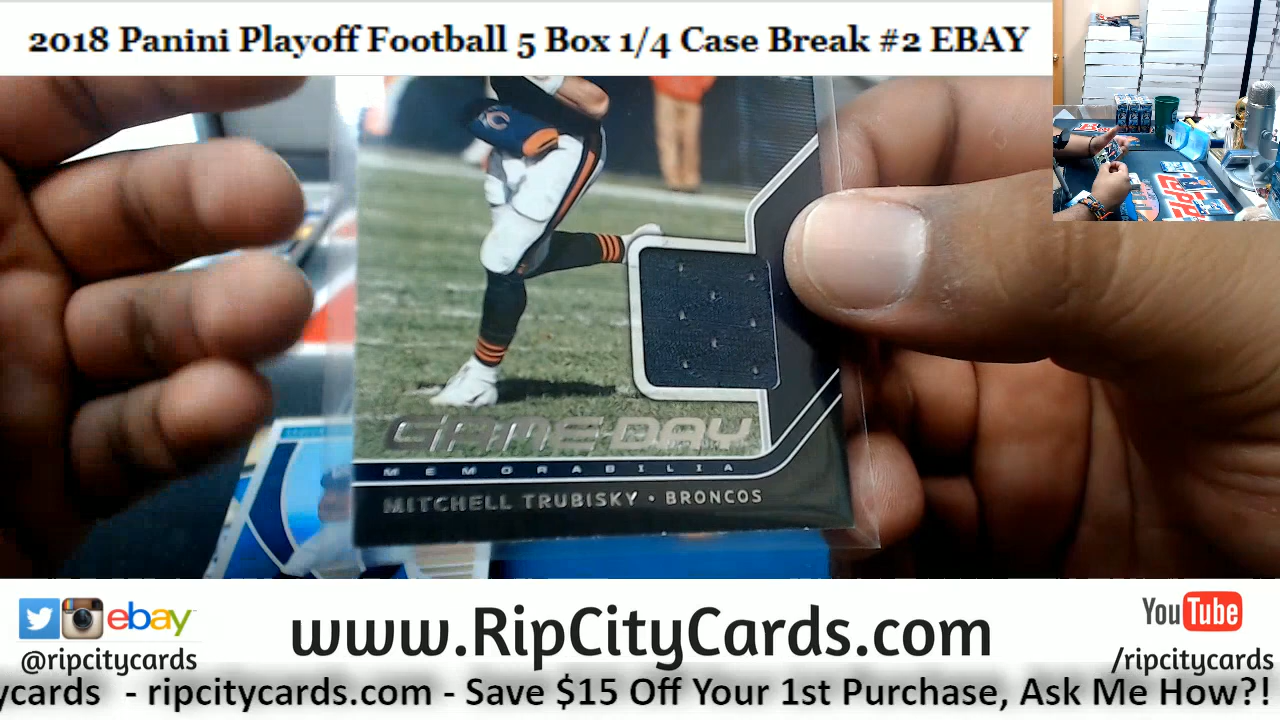 2018 Panini Playoff Football 5 Box 1/4 Case Break #2 EBAY
C
GAME DAY
MEMORABILIA
MITCHELL TRUBISKY • BRONCOS
ebay
www.RipCityCards.com
YouTube
@ripcitycards
/ripcitycards
ycards - ripcitycards.com - Save $15 Off Your 1st Purchase, Ask Me How?!